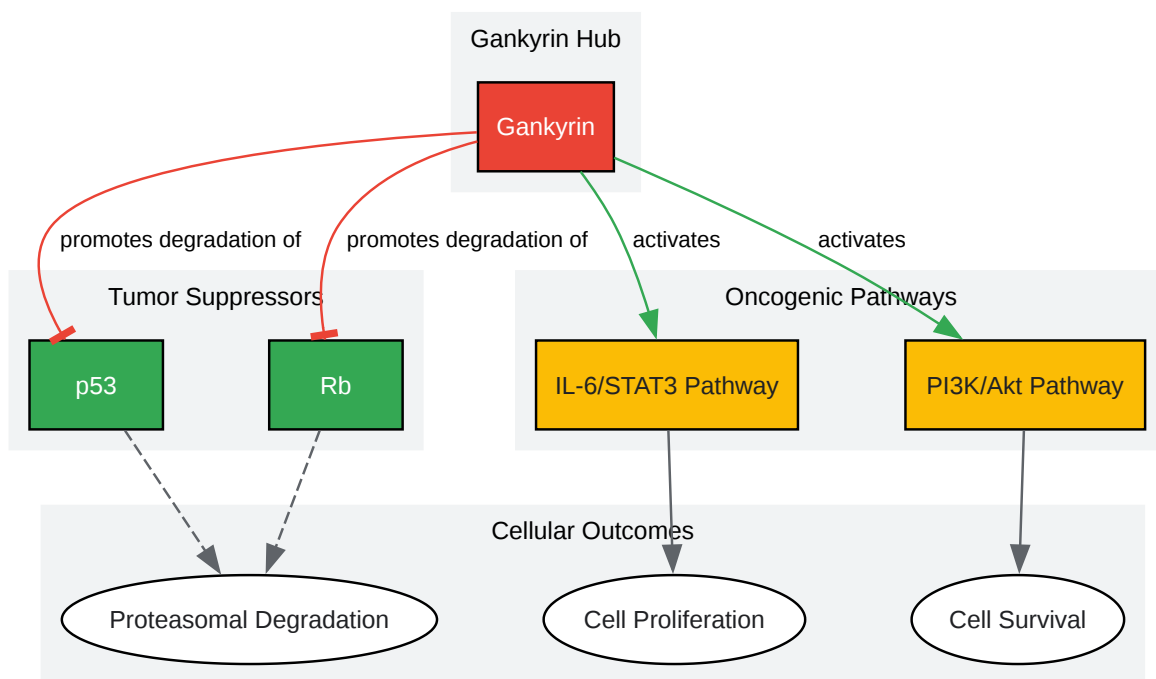 Gankyrin Hub
Gankyrin
promotes degradation of
promotes degradation of
activates
activates
Tumor Suppressors
Oncogenic Pathways
p53
Rb
IL-6/STAT3 Pathway
PI3K/Akt Pathway
Cellular Outcomes
Proteasomal Degradation
Cell Proliferation
Cell Survival